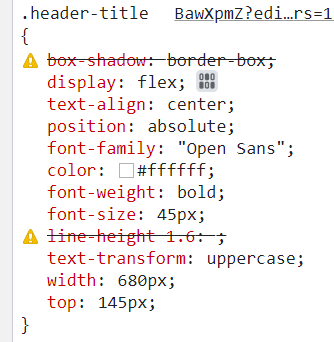 .header-title BawXpmZ?edi…rs=1
{
box-shadow: border-box;
display: flex;
text-align: center;
position: absolute;
font-family: "Open Sans";
color: #ffffff;
font-weight: bold;
font-size: 45px;
line-height 1.6: ;
text-transform: uppercase;
width: 680px;
top: 145px;
}